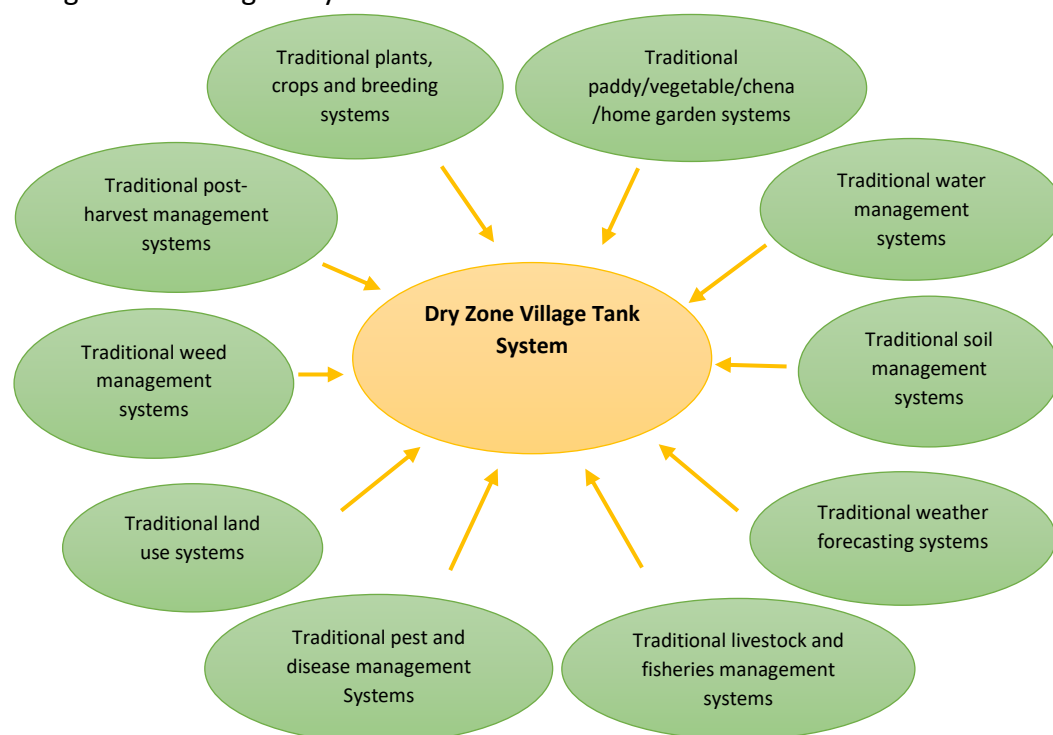 Traditional plants,
crops and breeding
systems
Traditional
paddy/vegetable/chena
/home garden systems
Traditional post-
harvest management
systems
Traditional water
management
systems
Dry Zone Village Tank
System
Traditional weed
management
systems
Traditional soil
management
systems
Traditional land
use systems
Traditional weather
forecasting systems
Traditional pest and
disease management
Systems
Traditional livestock and
fisheries management
systems